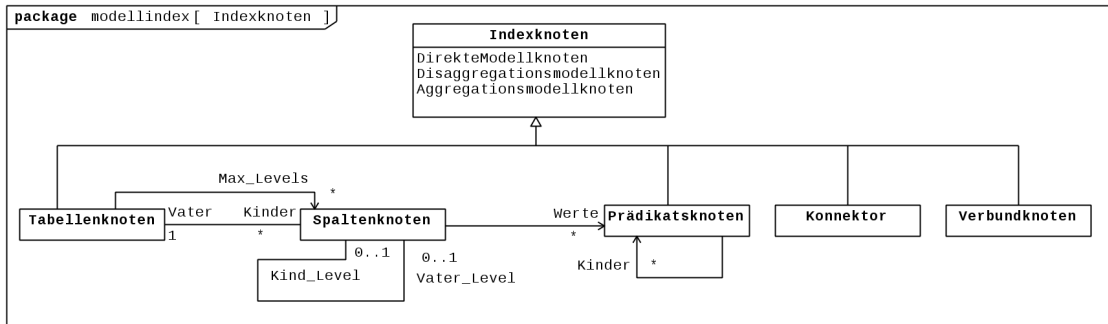 package modellindex[ Indexknoten ]
Indexknoten
DirekteModellknoten
Disaggregationsmodellknoten
Aggregationsmodellknoten
Max_Levels
*
Vater
Kinder
1
*
Tabellenknoten
Spaltenknoten
Werte
*
Prädikatsknoten
Konnektor
Verbundknoten
0..1
Kind_Level
0..1
Vater_Level
Kinder
*